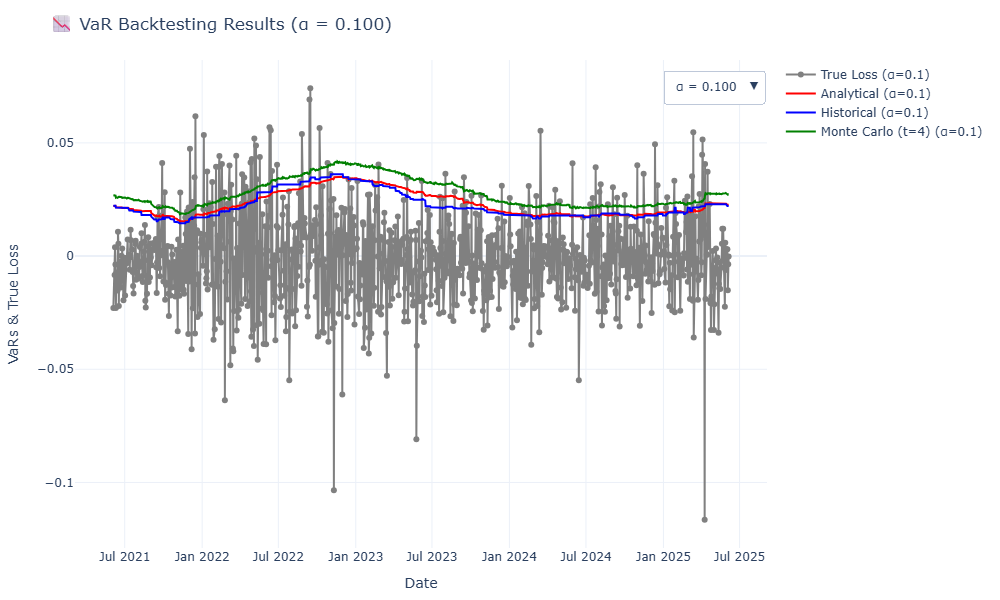 VaR Backtesting Results (α = 0.100)
α = 0.100 ▼
True Loss (α=0.1)
Analytical (α=0.1)
Historical (α=0.1)
Monte Carlo (t=4) (α=0.1)
VaRs & True Loss
0.05
0
−0.05
−0.1
Jul 2021 Jan 2022 Jul 2022 Jan 2023 Jul 2023 Jan 2024 Jul 2024 Jan 2025 Jul 2025
Date